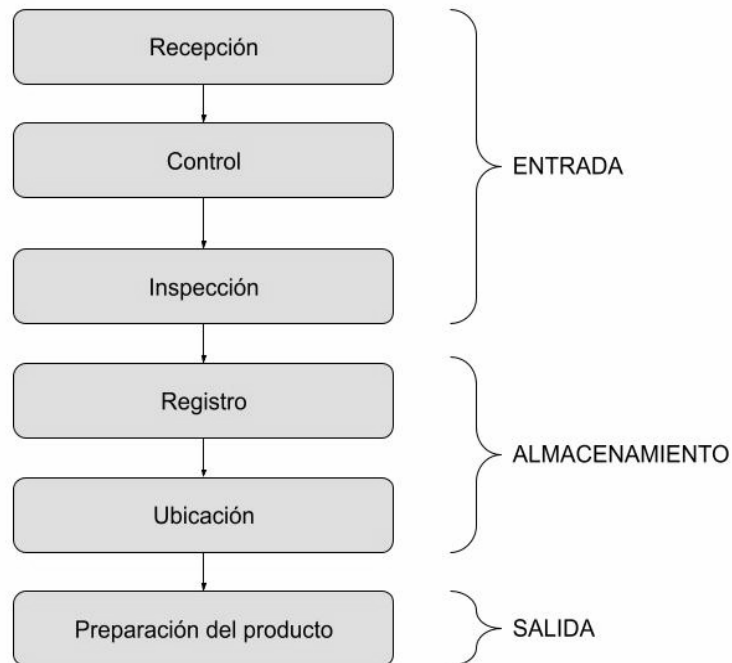 Recepción
Control
Inspección
ENTRADA
Registro
Ubicación
ALMACENAMIENTO
Preparación del producto
SALIDA